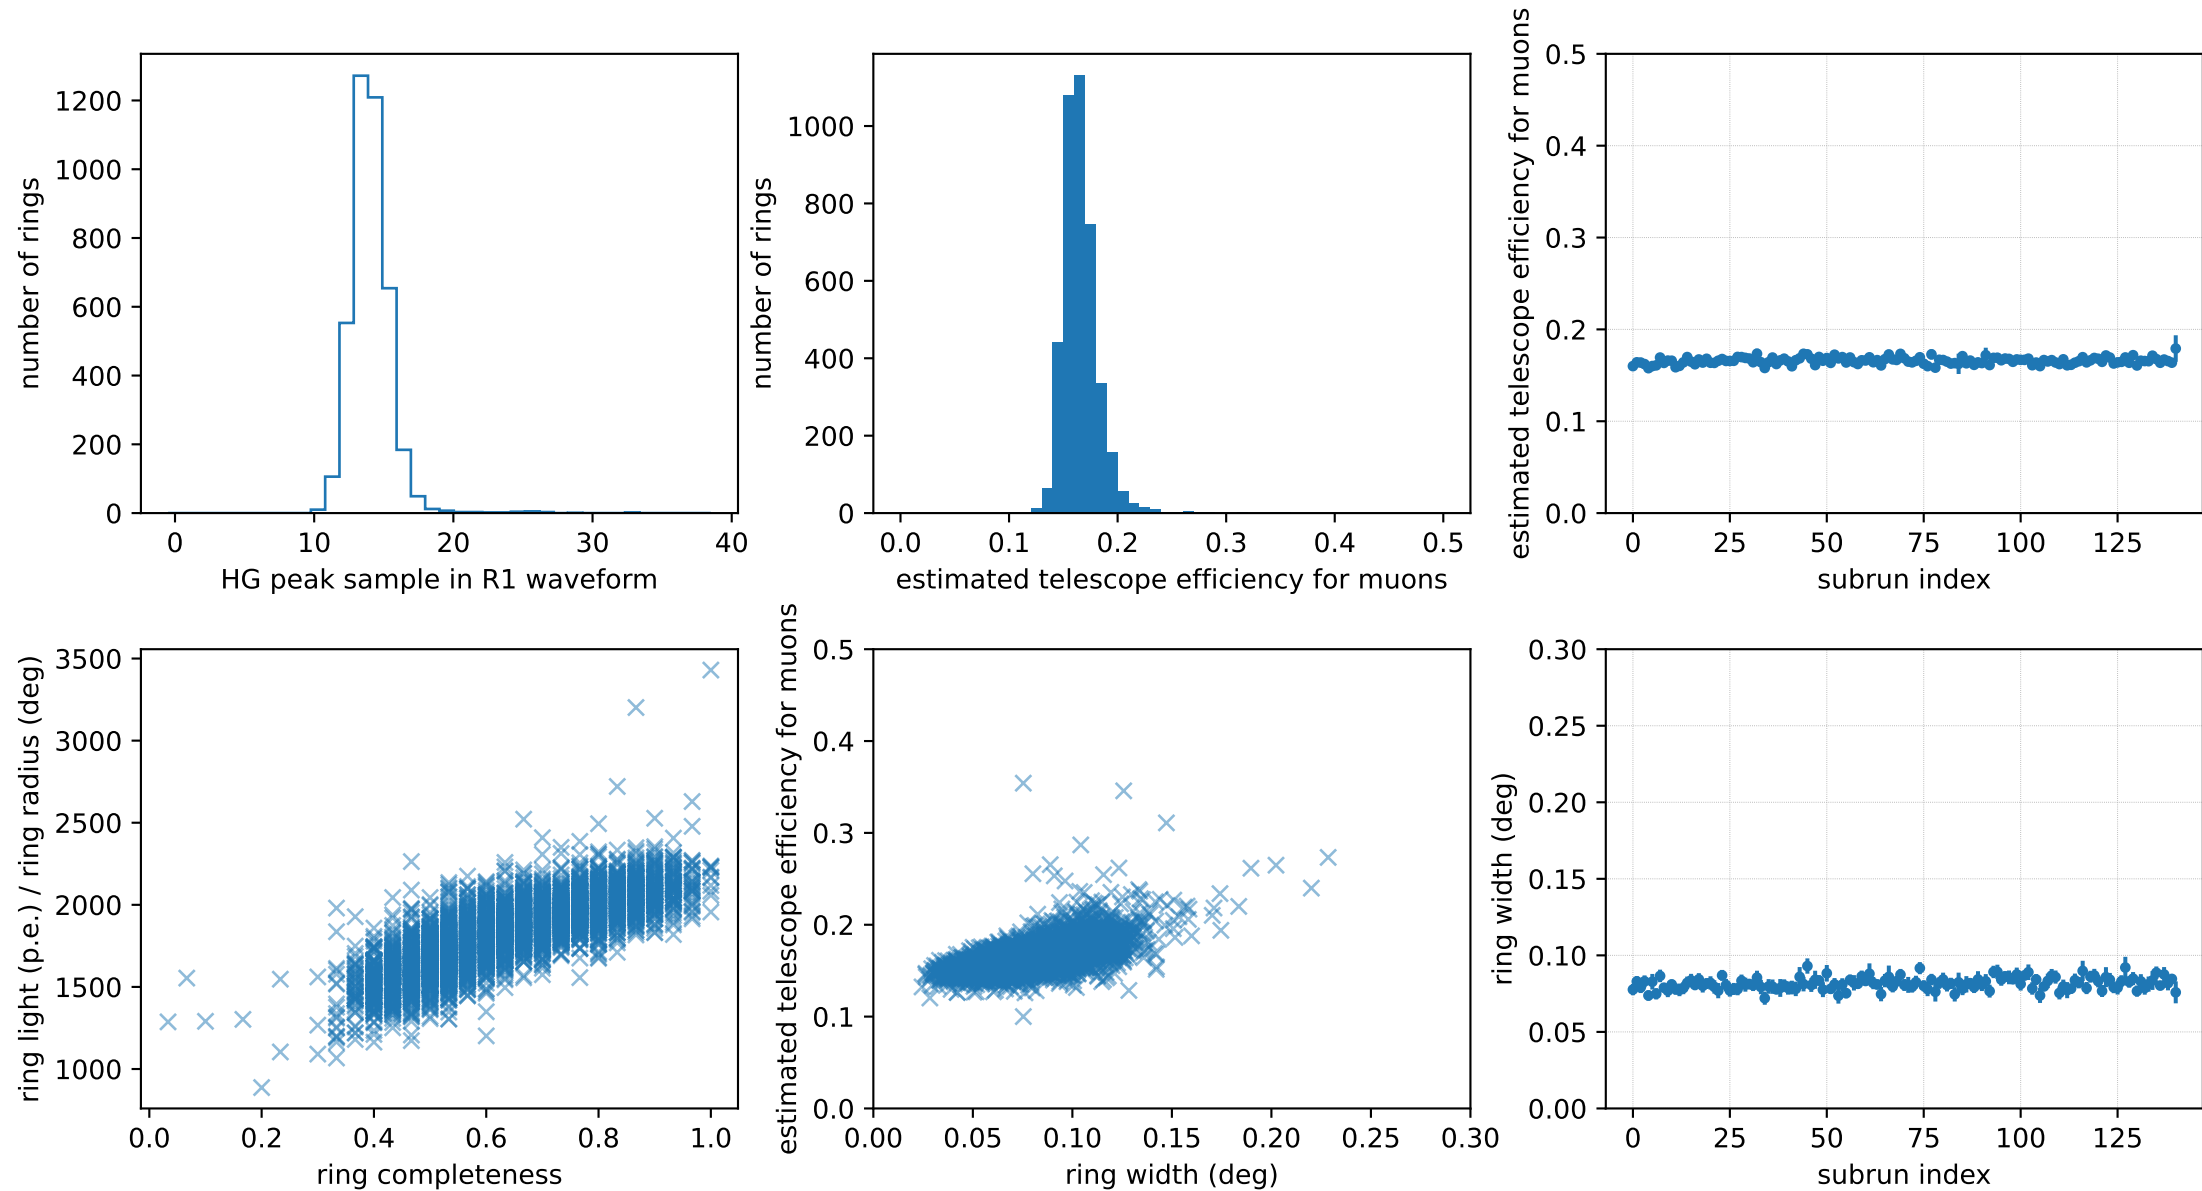 number of rings
1200
1000
800
600
400
200
0
0 10 20 30 40
HG peak sample in R1 waveform
number of rings
1000
800
600
400
200
0
0.0 0.1 0.2 0.3 0.4 0.5
estimated telescope efficiency for muons
estimated telescope efficiency for muons
0.5
0.4
0.3
0.2
0.1
0.0
0 25 50 75 100 125
subrun index
ring light (p.e.) / ring radius (deg)
3500
3000
2500
2000
1500
1000
0.0 0.2 0.4 0.6 0.8 1.0
ring completeness
estimated telescope efficiency for muons
0.5
0.4
0.3
0.2
0.1
0.0
0.00 0.05 0.10 0.15 0.20 0.25 0.30
ring width (deg)
ring width (deg)
0.30
0.25
0.20
0.15
0.10
0.05
0.00
0 25 50 75 100 125
subrun index